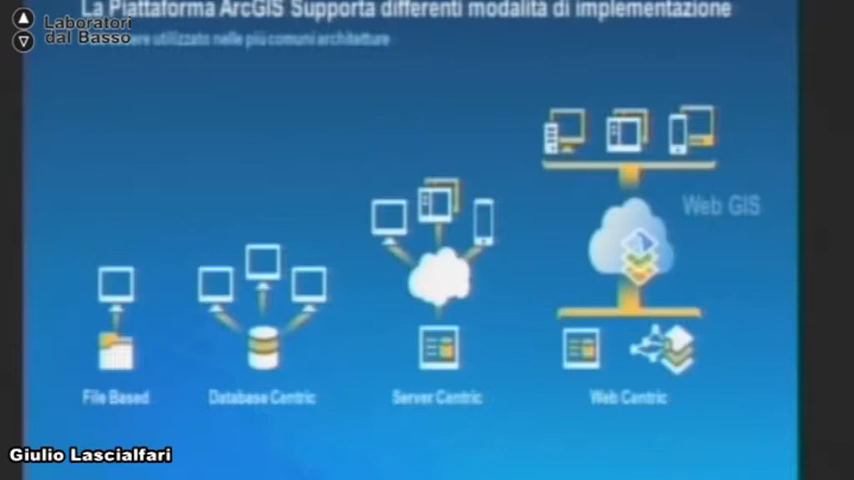 La Piattaforma ArcGIS Supporta differenti modalità di implementazione
Laboratori
dal Basso
ere utilizzato nelle più comuni architetture
Web GIS
File Based
Database Centric
Server Centric
Web Centric
Giulio Lascialfari